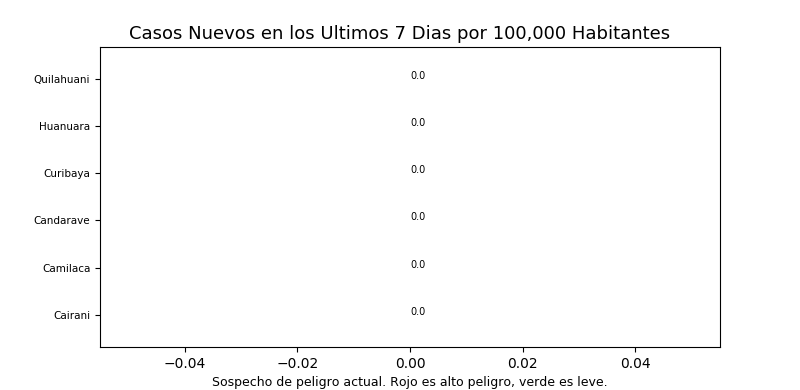 Casos Nuevos en los Ultimos 7 Dias por 100,000 Habitantes
Quilahuani 0.0
Huanuara 0.0
Curibaya 0.0
Candarave 0.0
Camilaca 0.0
Cairani 0.0
−0.04 −0.02 0.00 0.02 0.04
Sospecho de peligro actual. Rojo es alto peligro, verde es leve.